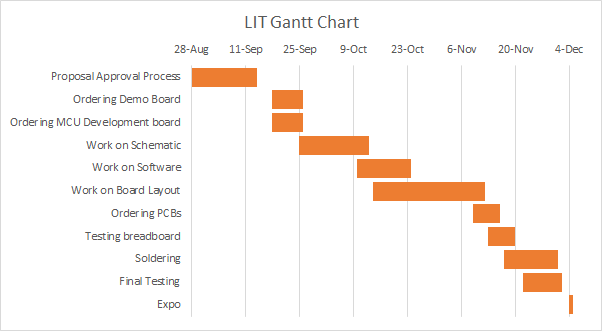 LIT Gantt Chart
28-Aug 11-Sep 25-Sep 9-Oct 23-Oct 6-Nov 20-Nov 4-Dec
Proposal Approval Process
Ordering Demo Board
Ordering MCU Development board
Work on Schematic
Work on Software
Work on Board Layout
Ordering PCBs
Testing breadboard
Soldering
Final Testing
Expo